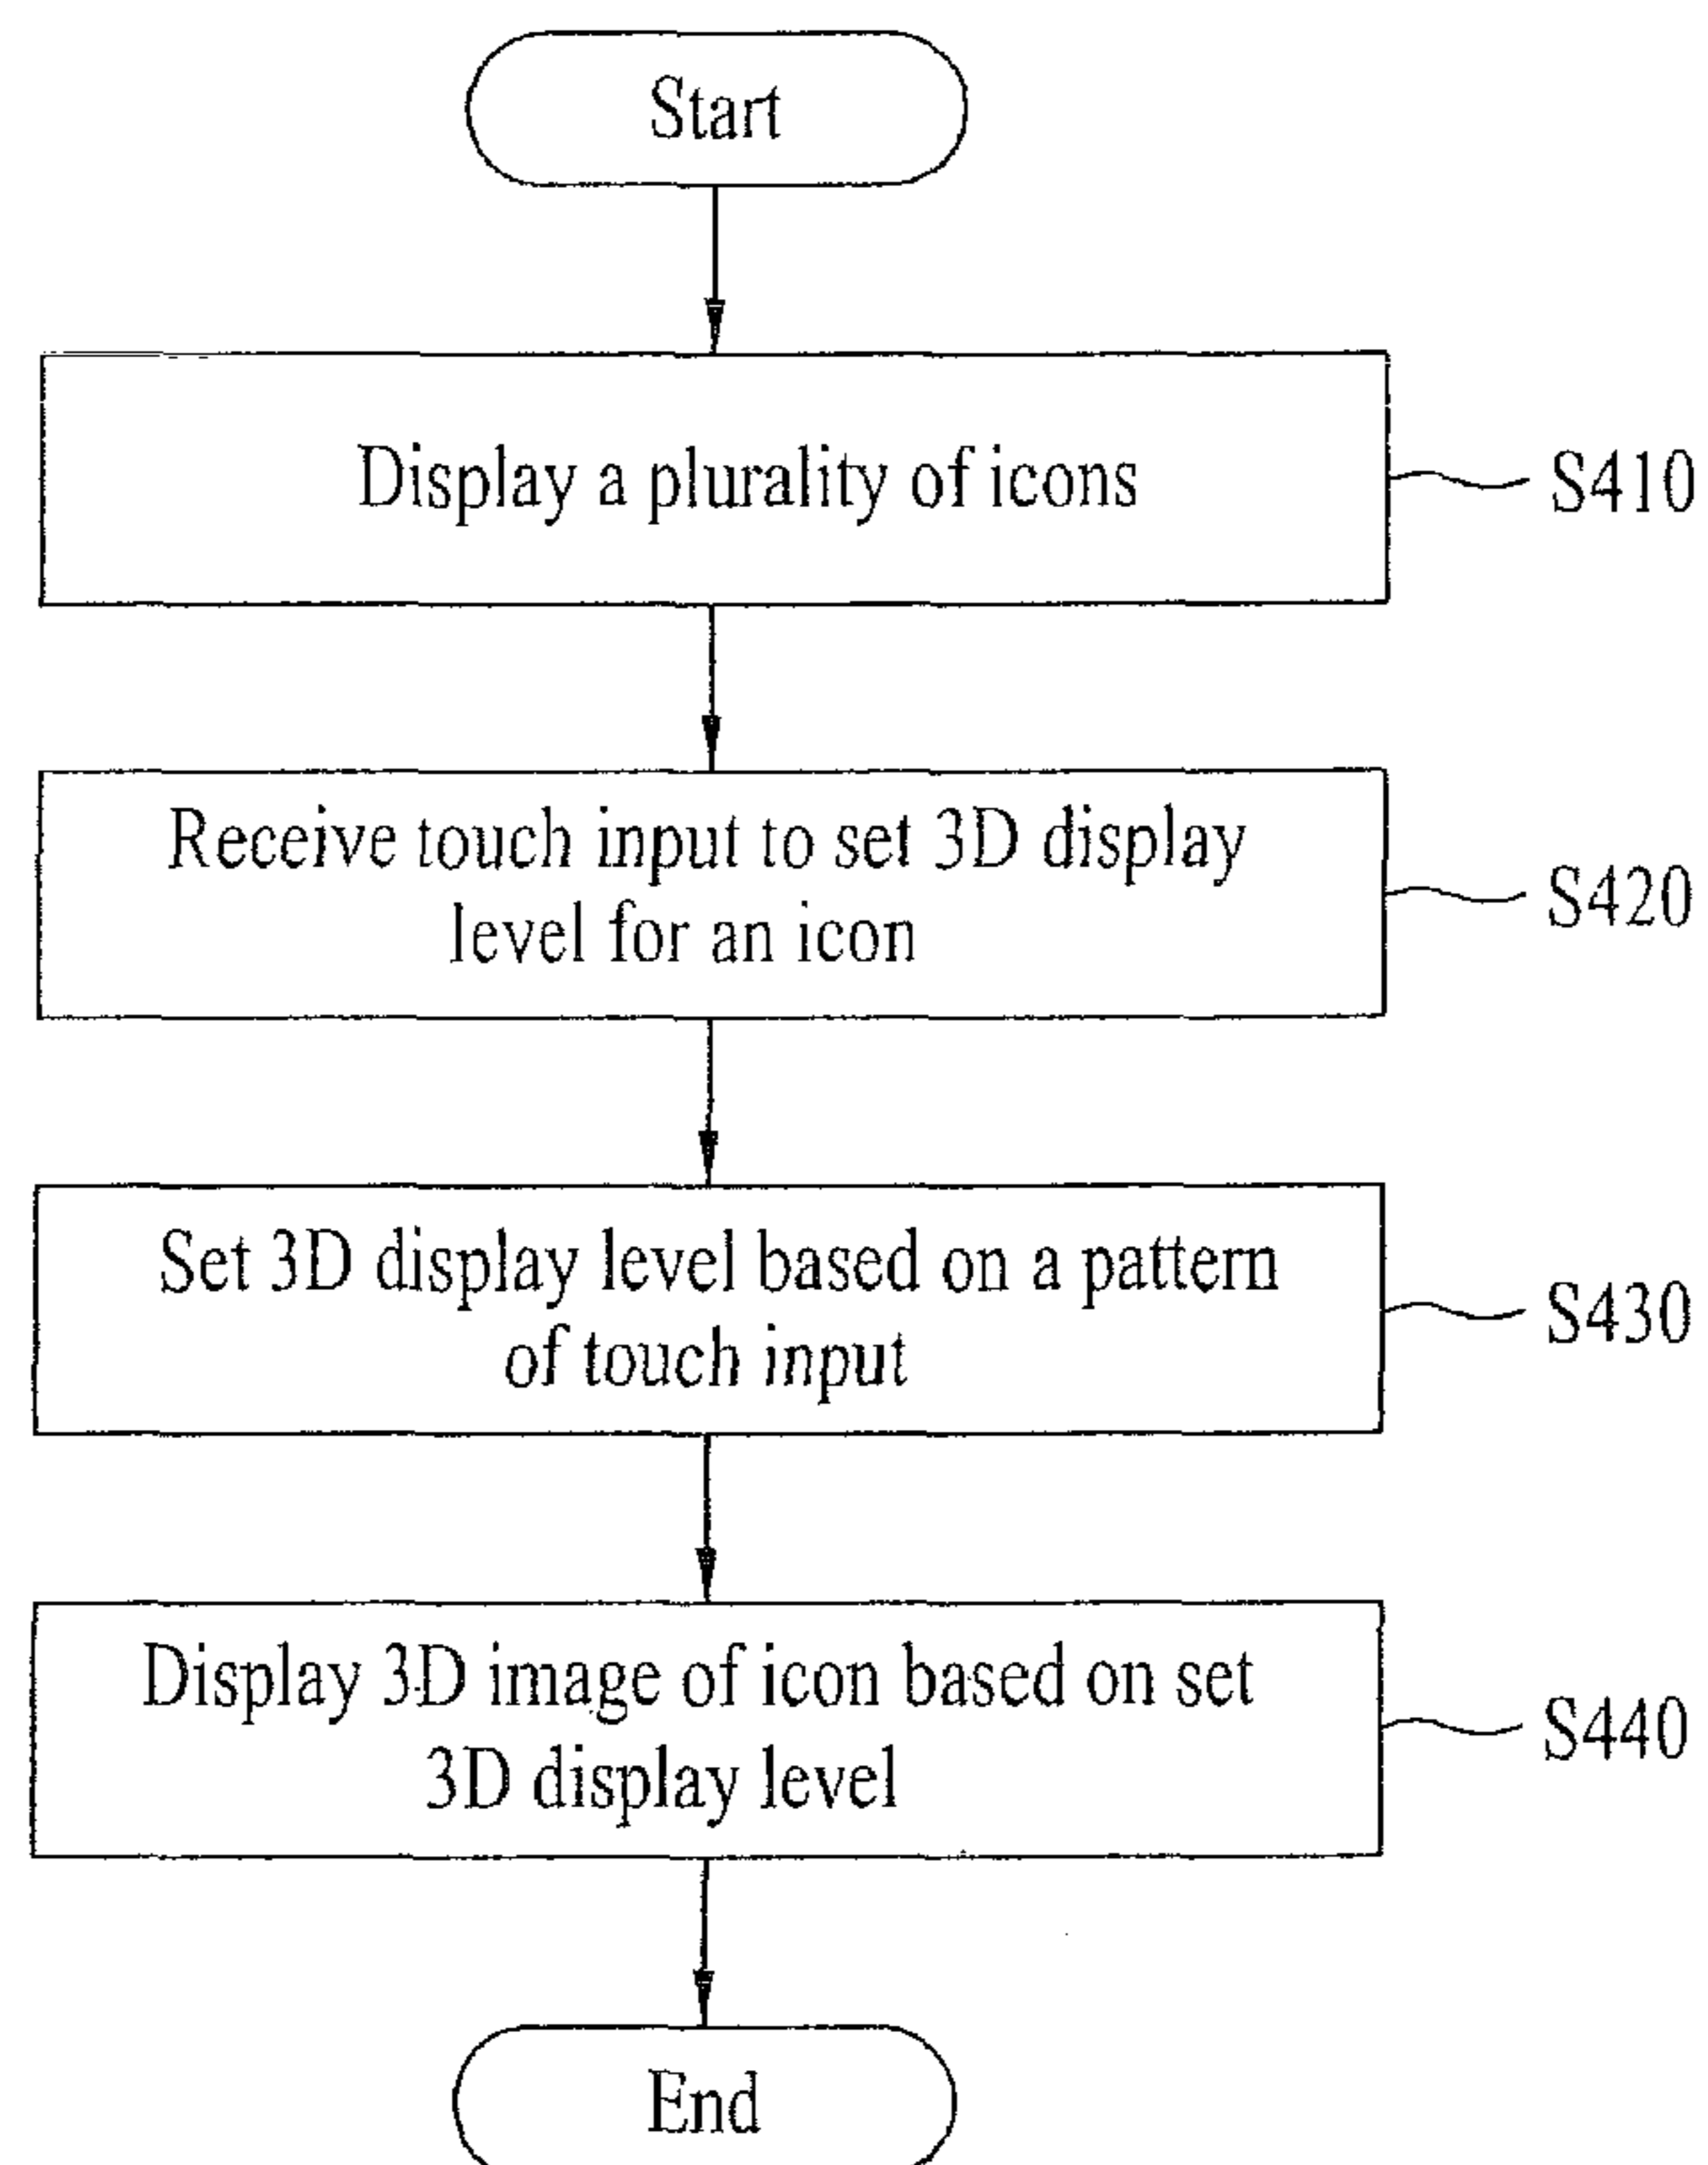 Start
Display a plurality of icons
S410
Receive touch input to set 3D display
level for an icon
S420
Set 3D display level based on a pattern
of touch input
S430
Display 3D image of icon based on set
3D display level
S440
End